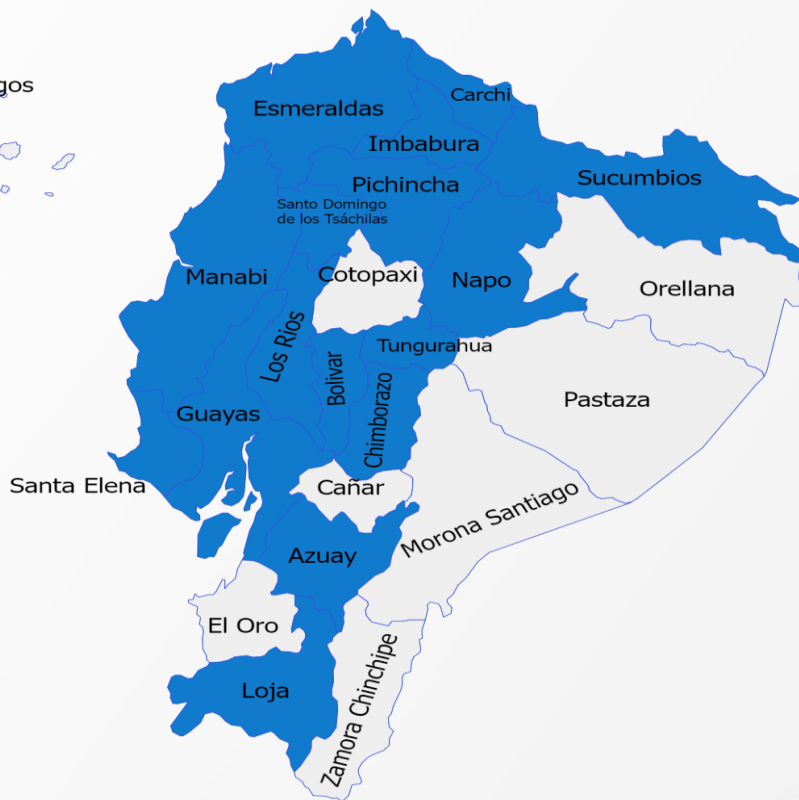 gos
Esmeraldas
Carchi
Imbabura
Pichincha
Sucumbios
Santo Domingo
de los Tsáchilas
Manabi
Cotopaxi
Napo
Orellana
Los Rios
Tungurahua
Bolivar
Chimborazo
Pastaza
Guayas
Santa Elena
Cañar
Morona Santiago
Azuay
El Oro
Zamora Chinchipe
Loja